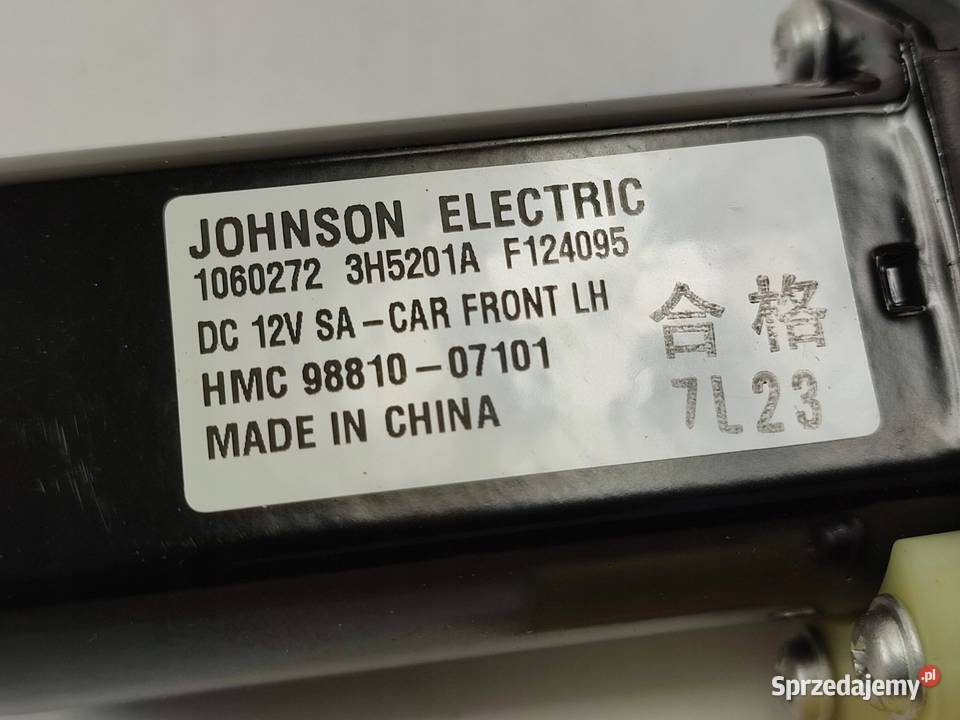 JOHNSON ELECTRIC
1060272 3H5201A F124095
DC 12V SA-CAR FRONT LH
HMC 98810-07101
MADE IN CHINA
合格
7L23
Sprzedajemy.pl